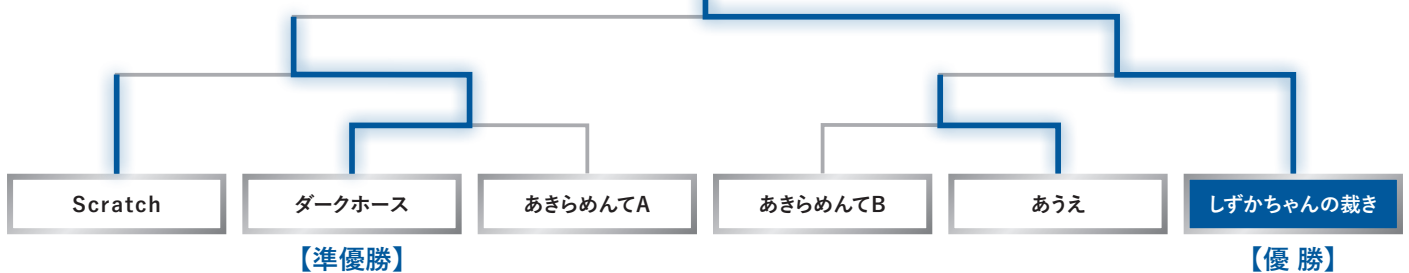 Scratch
ダークホース
あきらめんてA
あきらめんてB
あうえ
しずかちゃんの裁き
【準優勝】
【優 勝】